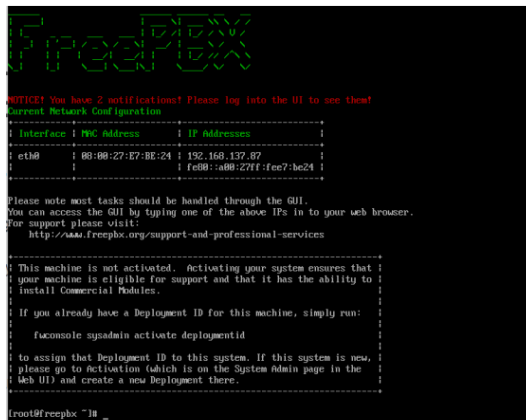 FreePBX
NOTICE! You have 2 notifications! Please log into the UI to see them!
Current Network Configuration
| Interface | MAC Address | IP Addresses |
| eth0 | 08:00:27:E7:BE:24 | 192.168.137.87 |
| | | fe80::a00:27ff:fee7:be24 |
Please note most tasks should be handled through the GUI.
You can access the GUI by typing one of the above IPs in to your web browser.
For support please visit:
http://www.freepbx.org/support-and-professional-services
| This machine is not activated. Activating your system ensures that |
| your machine is eligible for support and that it has the ability to |
| install Commercial Modules. |
| If you already have a Deployment ID for this machine, simply run: |
| fwconsole sysadmin activate deploymentid |
| to assign that Deployment ID to this system. If this system is new, |
| please go to Activation (which is on the System Admin page in the |
| Web UI) and create a new Deployment there. |
[root@freepbx ~]# _